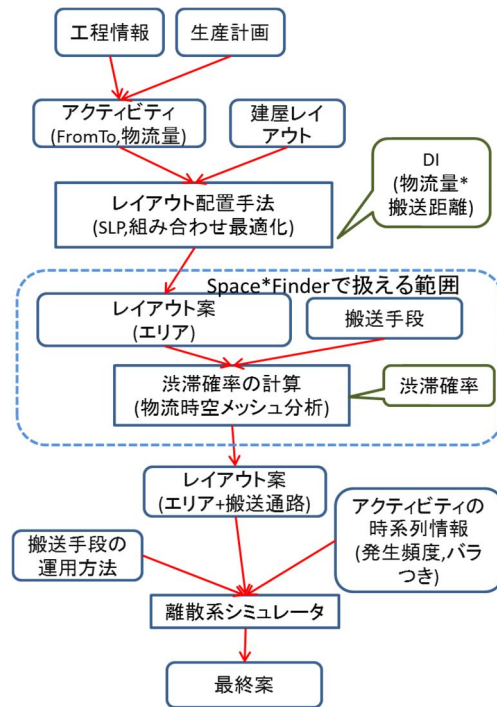 工程情報
生産計画
アクティビティ
(FromTo,物流量)
建屋レイ
アウト
DI
(物流量*
搬送距離)
レイアウト配置手法
(SLP,組み合わせ最適化)
Space*Finderで扱える範囲
レイアウト案
(エリア)
搬送手段
渋滞確率の計算
(物流時空メッシュ分析)
渋滞確率
レイアウト案
(エリア+搬送通路)
アクティビティの
時系列情報
(発生頻度,バラ
つき)
搬送手段の
運用方法
離散系シミュレータ
最終案